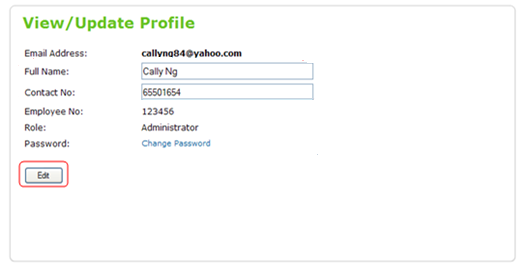 View/Update Profile
Email Address: callyng84@yahoo.com
Full Name: Cally Ng
Contact No: 65501654
Employee No: 123456
Role: Administrator
Password: Change Password
Edit